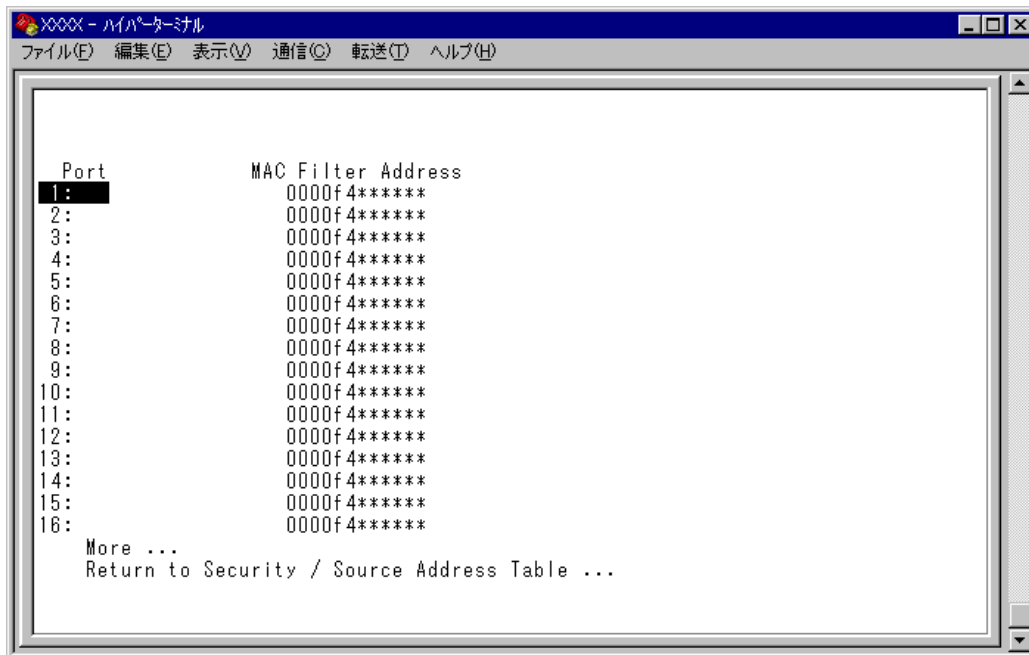 XXXX - ハイパーターミナル
ファイル(F) 編集(E) 表示(V) 通信(C) 転送(T) ヘルプ(H)
Port MAC Filter Address
1: 0000f4******
2: 0000f4******
3: 0000f4******
4: 0000f4******
5: 0000f4******
6: 0000f4******
7: 0000f4******
8: 0000f4******
9: 0000f4******
10: 0000f4******
11: 0000f4******
12: 0000f4******
13: 0000f4******
14: 0000f4******
15: 0000f4******
16: 0000f4******
More ...
Return to Security / Source Address Table ...